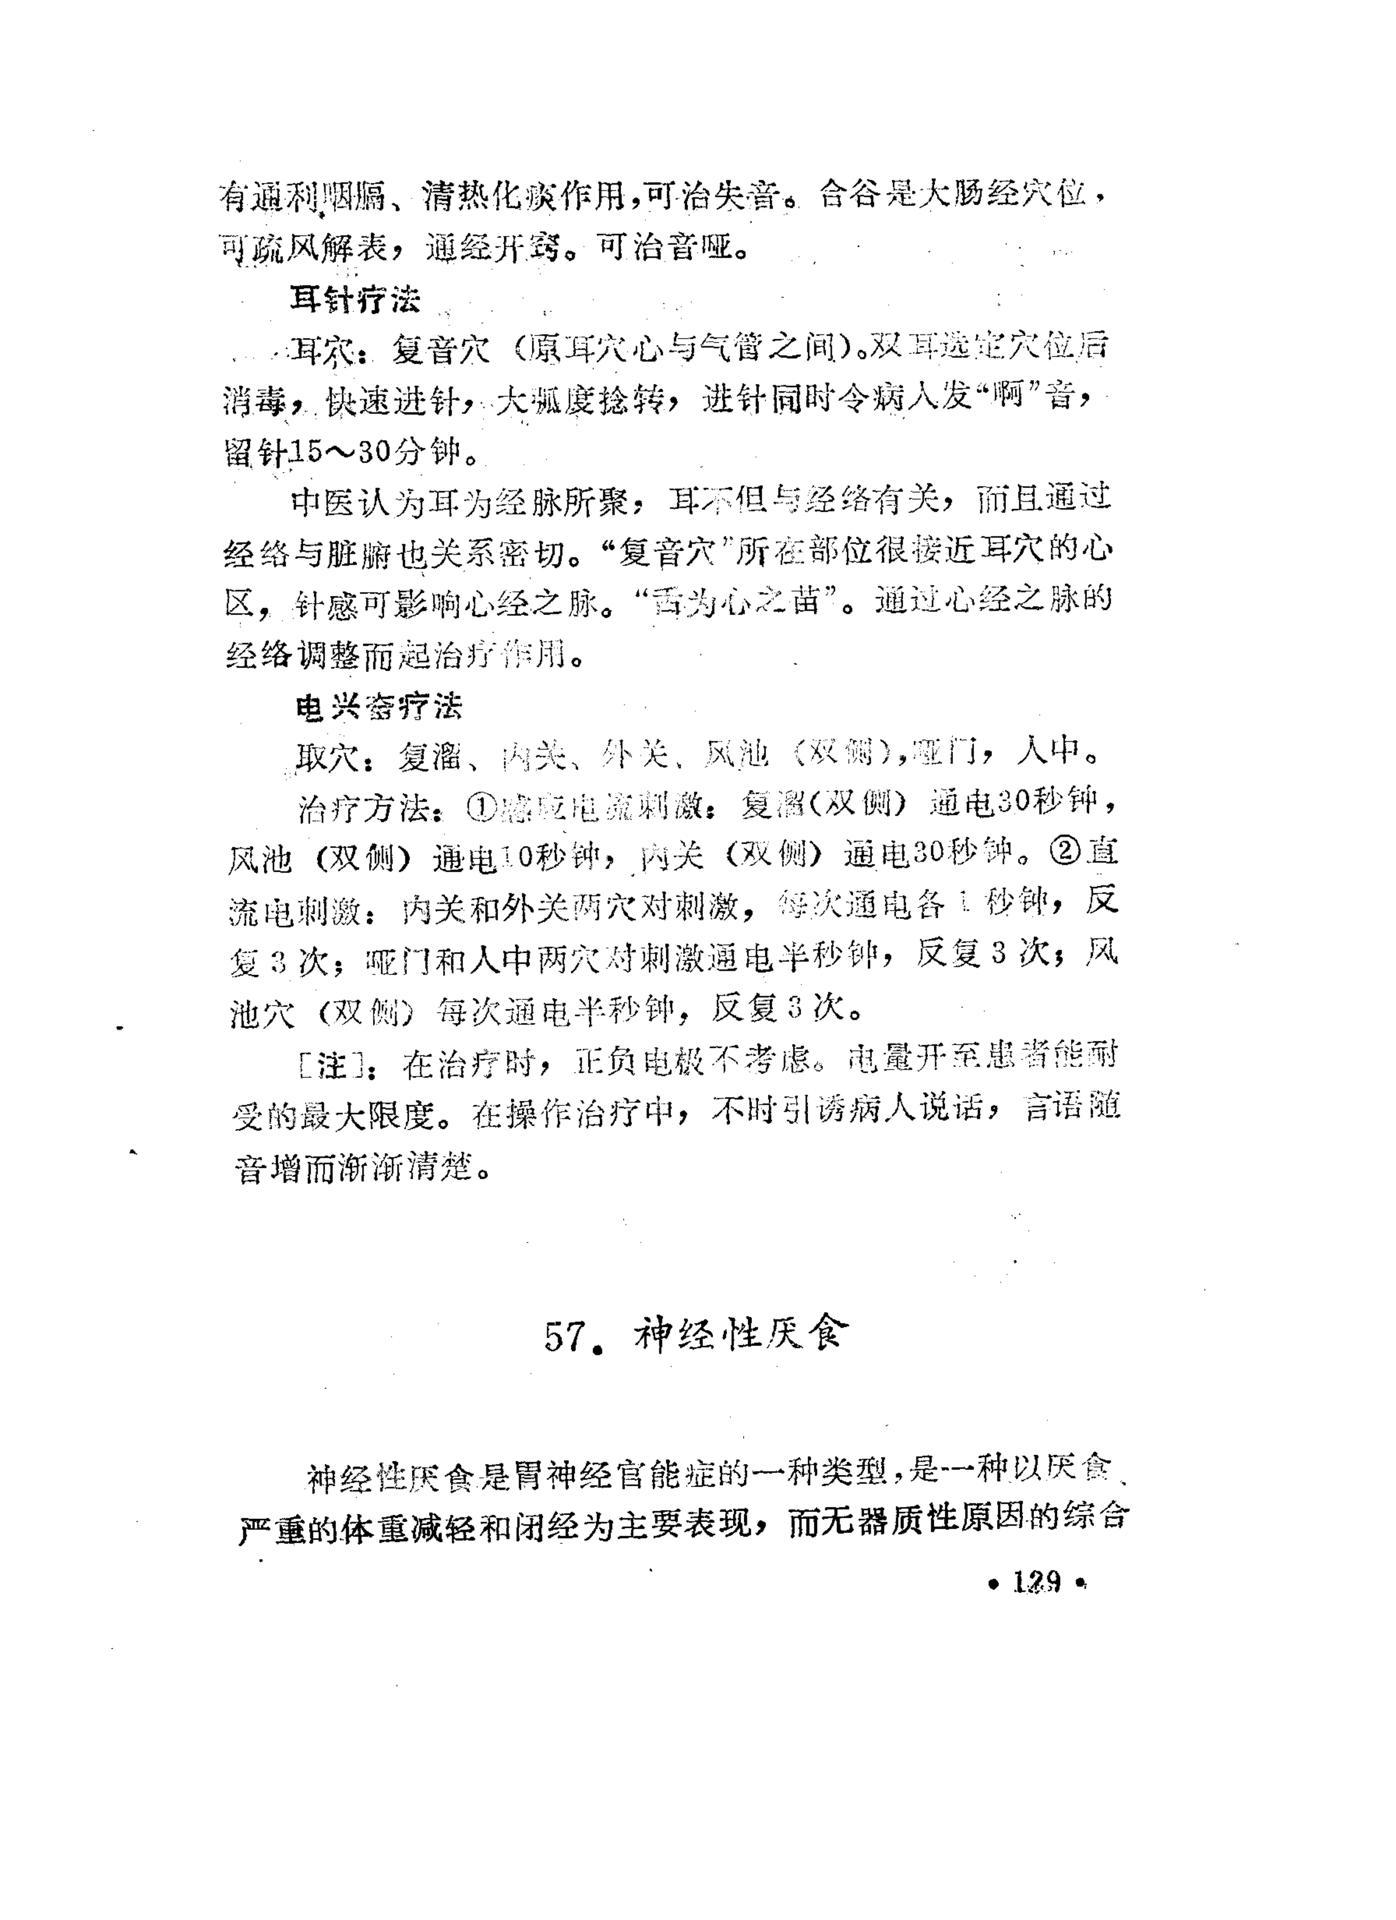 有通利咽膈、清热化痰作用，可治失音。合谷是大肠经穴位，
可疏风解表，通经开窍。可治音哑。
耳针疗法
耳穴：复音穴（原耳穴心与气管之间）。双耳选定穴位后
消毒，快速进针，大弧度捻转，进针同时令病人发“啊”音，
留针15～30分钟。
中医认为耳为经脉所聚，耳不但与经络有关，而且通过
经络与脏腑也关系密切。“复音穴”所在部位很接近耳穴的心
区，针感可影响心经之脉。“舌为心之苗”。通过心经之脉的
经络调整而起治疗作用。
电兴奋疗法
取穴：复溜、内关、外关、风池（双侧），哑门，人中。
治疗方法：①感应电流刺激：复溜（双侧）通电30秒钟，
风池（双侧）通电10秒钟，内关（双侧）通电30秒钟。②直
流电刺激：内关和外关两穴对刺激，每次通电各1秒钟，反
复3次；哑门和人中两穴对刺激通电半秒钟，反复3次；风
池穴（双侧）每次通电半秒钟，反复3次。
［注］：在治疗时，正负电极不考虑。电量开至患者能耐
受的最大限度。在操作治疗中，不时引诱病人说话，言语随
音增而渐渐清楚。
57．神经性厌食
神经性厌食是胃神经官能症的一种类型，是一种以厌食、
严重的体重减轻和闭经为主要表现，而无器质性原因的综合
•129•